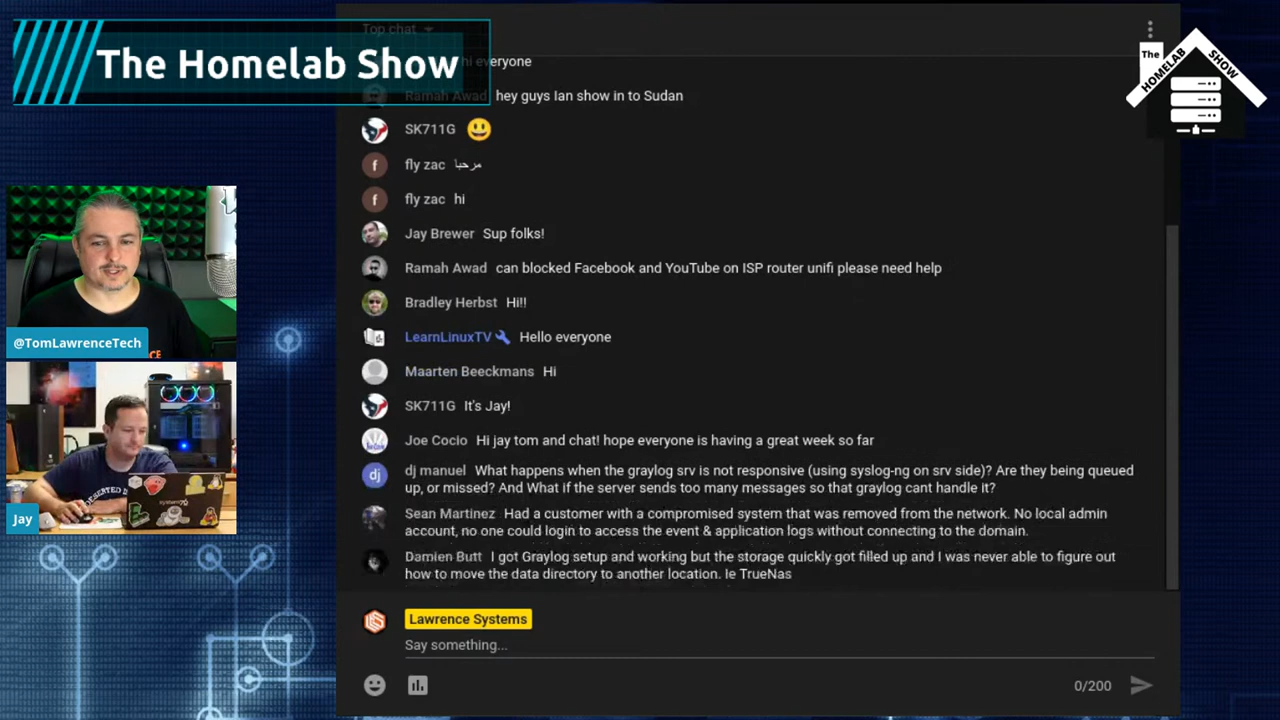 The Homelab Show
Top chat
hi everyone
Ramah Awad hey guys Ian show in to Sudan
SK711G 😃
f fly zac مرحبا
f fly zac hi
Jay Brewer Sup folks!
Ramah Awad can blocked Facebook and YouTube on ISP router unifi please need help
Bradley Herbst Hi!!
LearnLinuxTV Hello everyone
Maarten Beeckmans Hi
SK711G It's Jay!
Joe Cocio Hi jay tom and chat! hope everyone is having a great week so far
dj dj manuel What happens when the graylog srv is not responsive (using syslog-ng on srv side)? Are they being queued
up, or missed? And What if the server sends too many messages so that graylog cant handle it?
Sean Martinez Had a customer with a compromised system that was removed from the network. No local admin
account, no one could login to access the event & application logs without connecting to the domain.
Damien Butt I got Graylog setup and working but the storage quickly got filled up and I was never able to figure out
how to move the data directory to another location. Ie TrueNas
Lawrence Systems
Say something...
0/200
The
HOMELAB
SHOW
@TomLawrenceTech
Jay